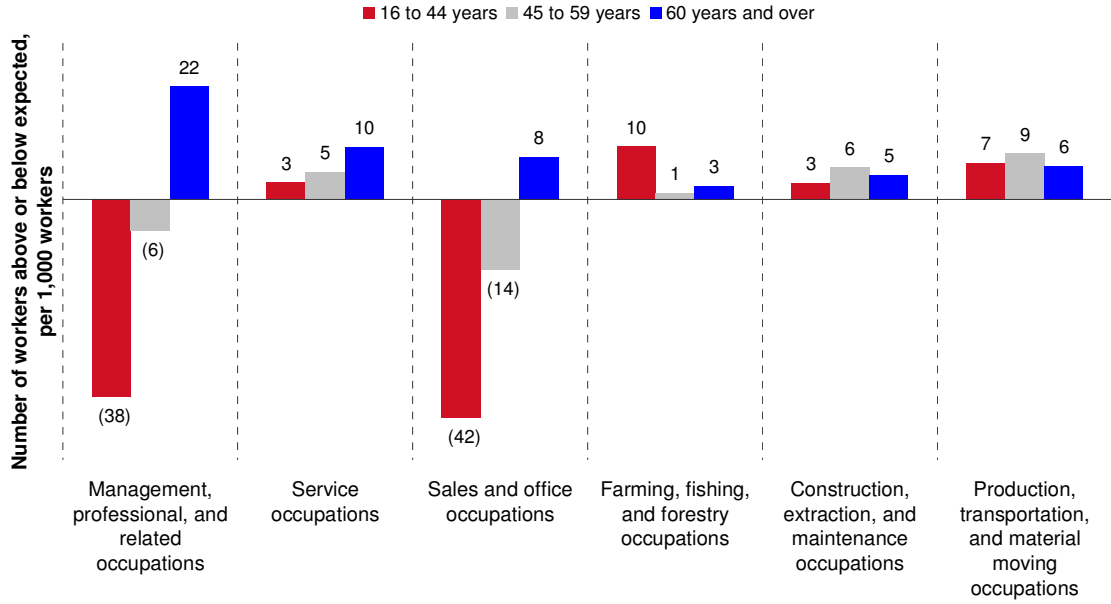 16 to 44 years 45 to 59 years 60 years and over
Number of workers above or below expected,
per 1,000 workers
(38)
(6)
22
3
5
10
(42)
(14)
8
10
1
3
3
6
5
7
9
6
Management,
professional, and
related
occupations
Service
occupations
Sales and office
occupations
Farming, fishing,
and forestry
occupations
Construction,
extraction, and
maintenance
occupations
Production,
transportation,
and material
moving
occupations